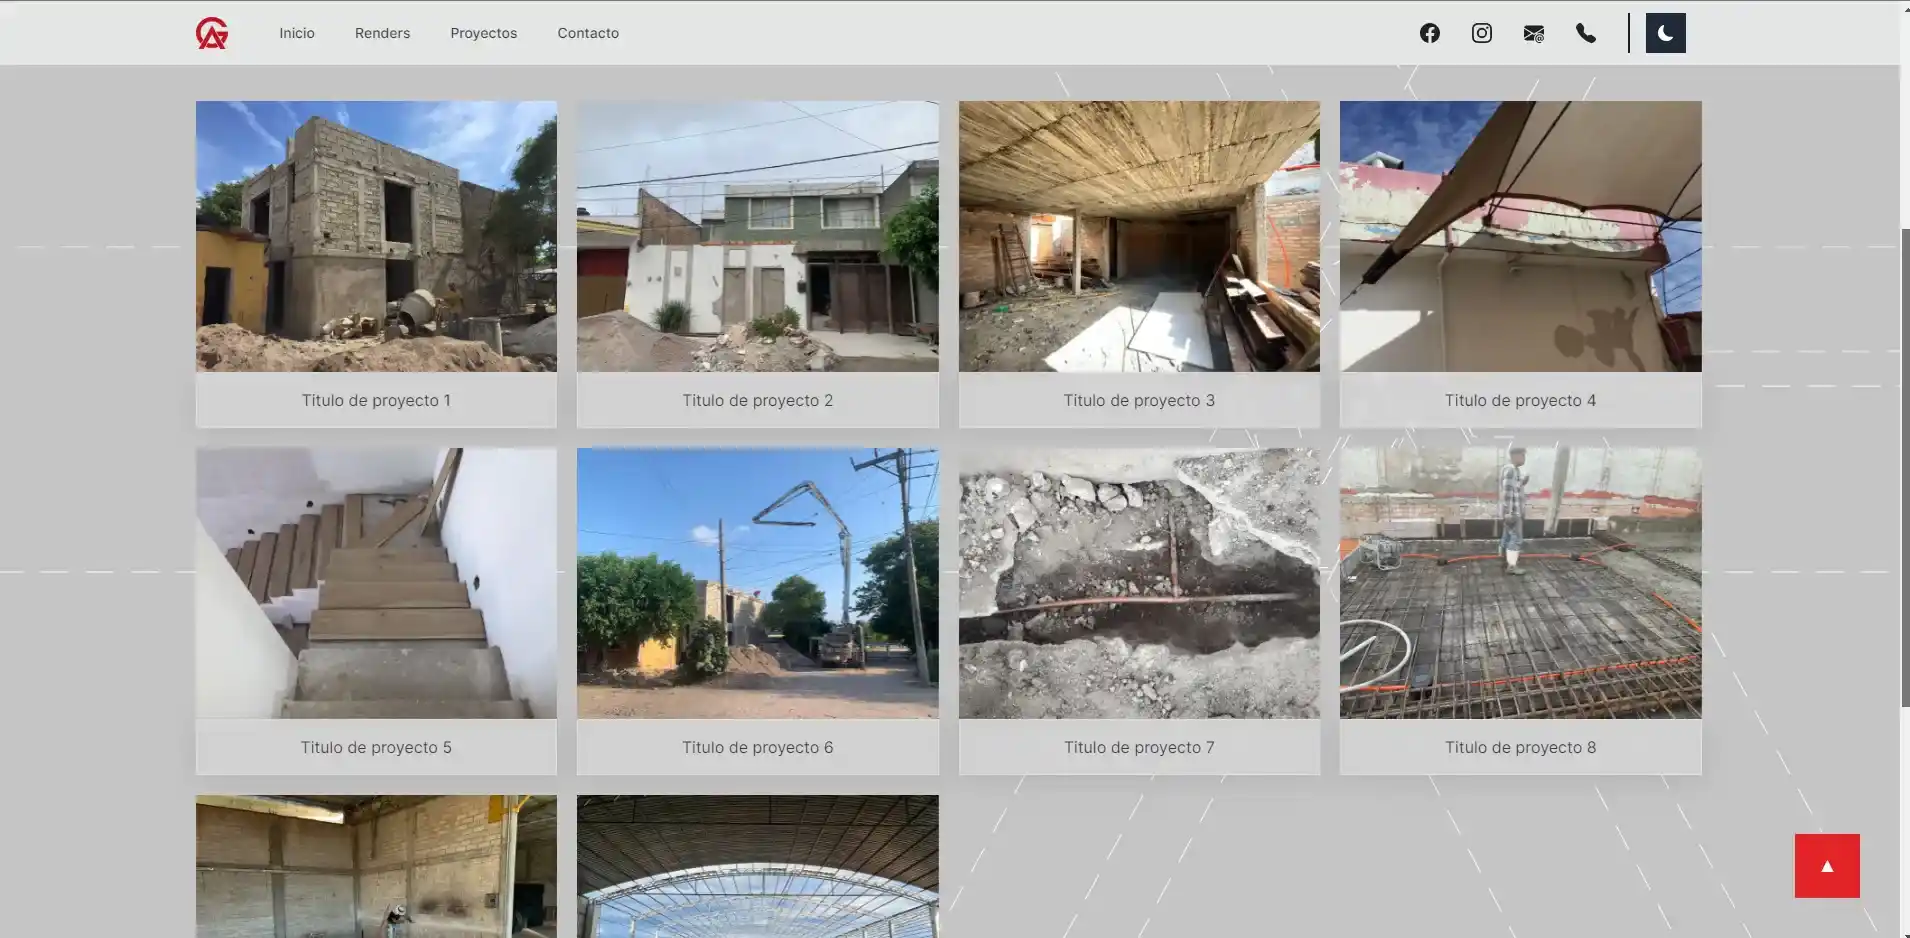 Inicio
Renders
Proyectos
Contacto
Titulo de proyecto 1
Titulo de proyecto 2
Titulo de proyecto 3
Titulo de proyecto 4
Titulo de proyecto 5
Titulo de proyecto 6
Titulo de proyecto 7
Titulo de proyecto 8